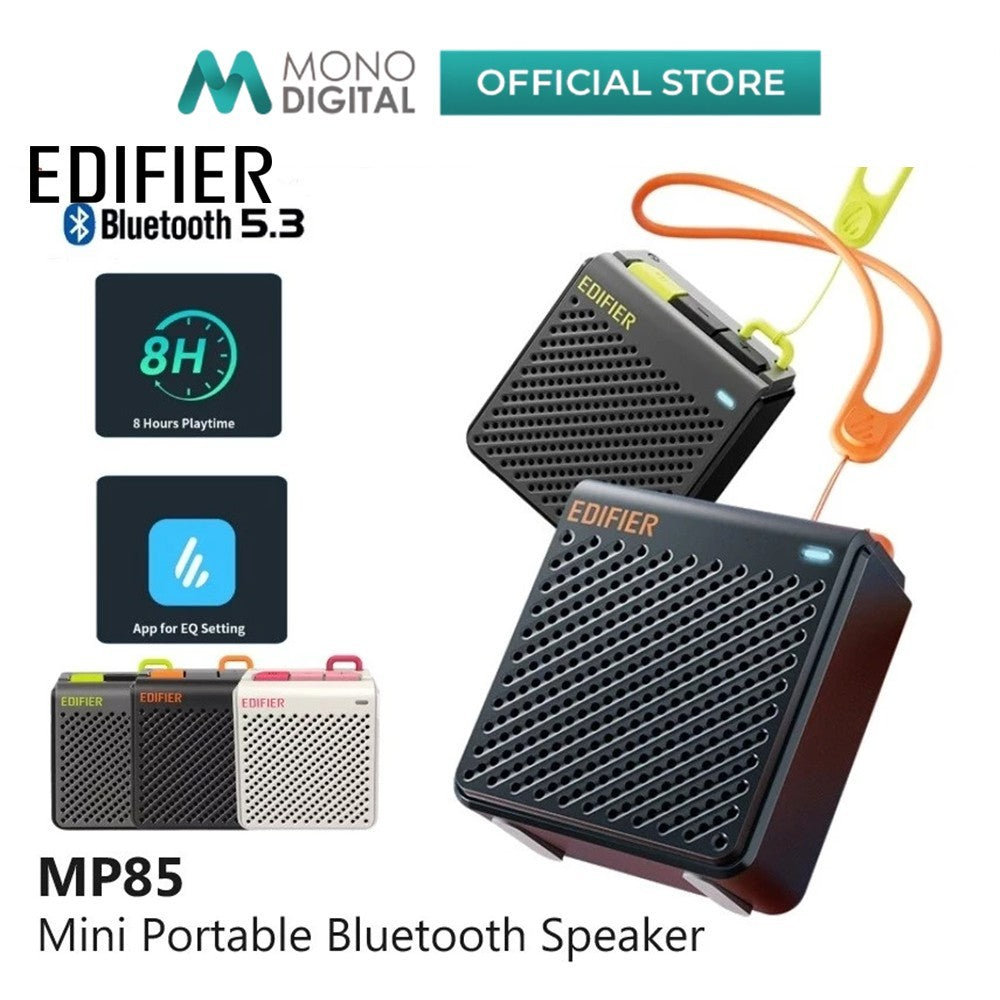 MONO
DIGITAL
OFFICIAL STORE
EDIFIER
Bluetooth 5.3
8H
8 Hours Playtime
App for EQ Setting
EDIFIER
EDIFIER
EDIFIER
EDIFIER
EDIFIER
MP85
Mini Portable Bluetooth Speaker